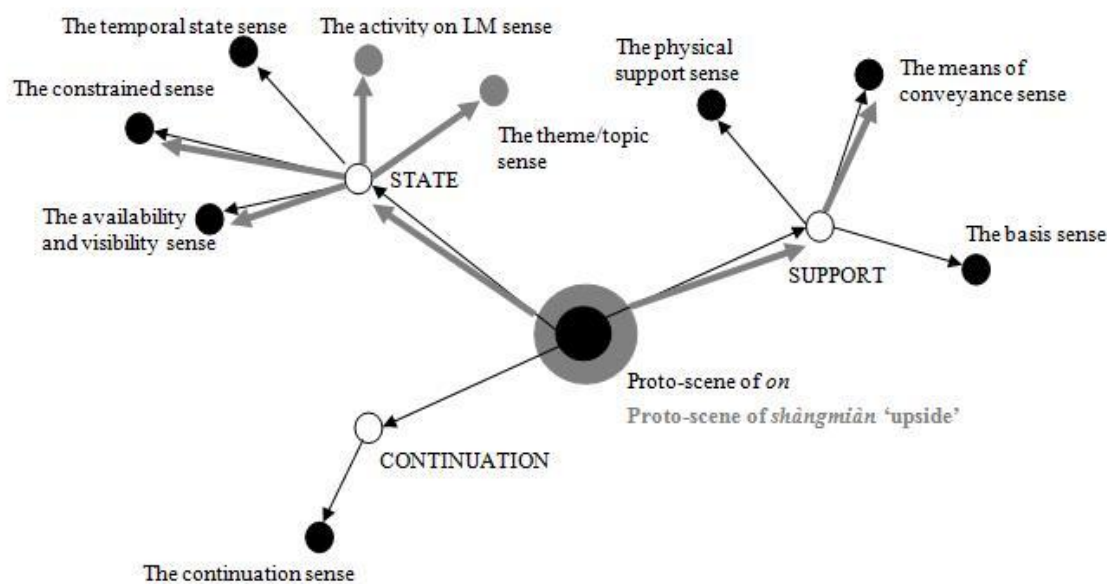 The temporal state sense
The activity on LM sense
The constrained sense
The theme/topic
sense
STATE
The availability
and visibility sense
The physical
support sense
The means of
conveyance sense
The basis sense
SUPPORT
Proto-scene of on
Proto-scene of shàngmiàn ‘upside’
CONTINUATION
The continuation sense